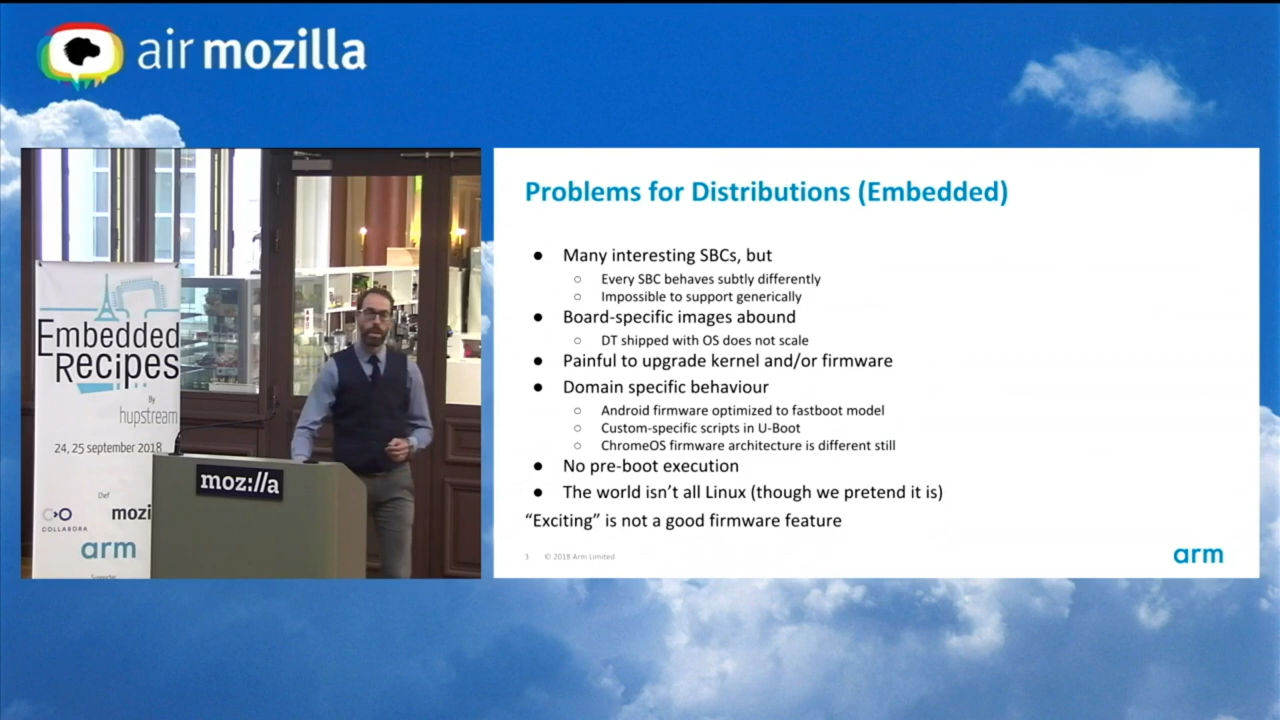 air mozilla
Embedded
Recipes
By
hupstream
24, 25 september 2018
COLLABORA
mozi
arm
moz://a
Problems for Distributions (Embedded)
● Many interesting SBCs, but
○ Every SBC behaves subtly differently
○ Impossible to support generically
● Board-specific images abound
○ DT shipped with OS does not scale
● Painful to upgrade kernel and/or firmware
● Domain specific behaviour
○ Android firmware optimized to fastboot model
○ Custom-specific scripts in U-Boot
○ ChromeOS firmware architecture is different still
● No pre-boot execution
● The world isn’t all Linux (though we pretend it is)
“Exciting” is not a good firmware feature
3 © 2018 Arm Limited
arm